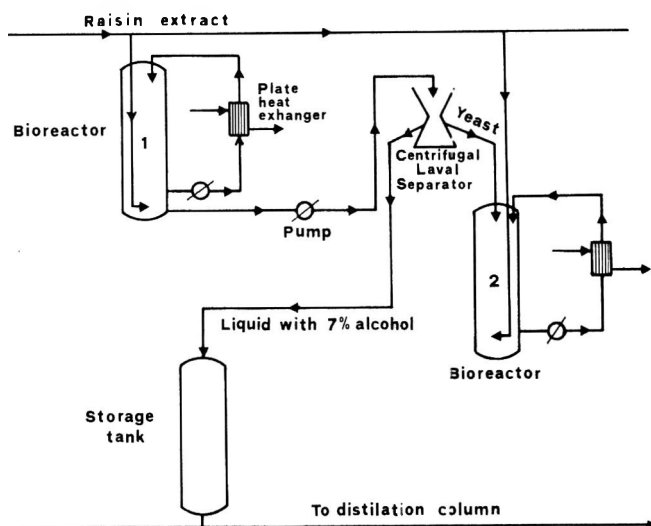 Raisin extract
Plate
heat
exhanger
Bioreactor
1
Yeast
Centrifugal
Laval
Separator
Pump
2
Liquid with 7% alcohol
Bioreactor
Storage
tank
To distilation column